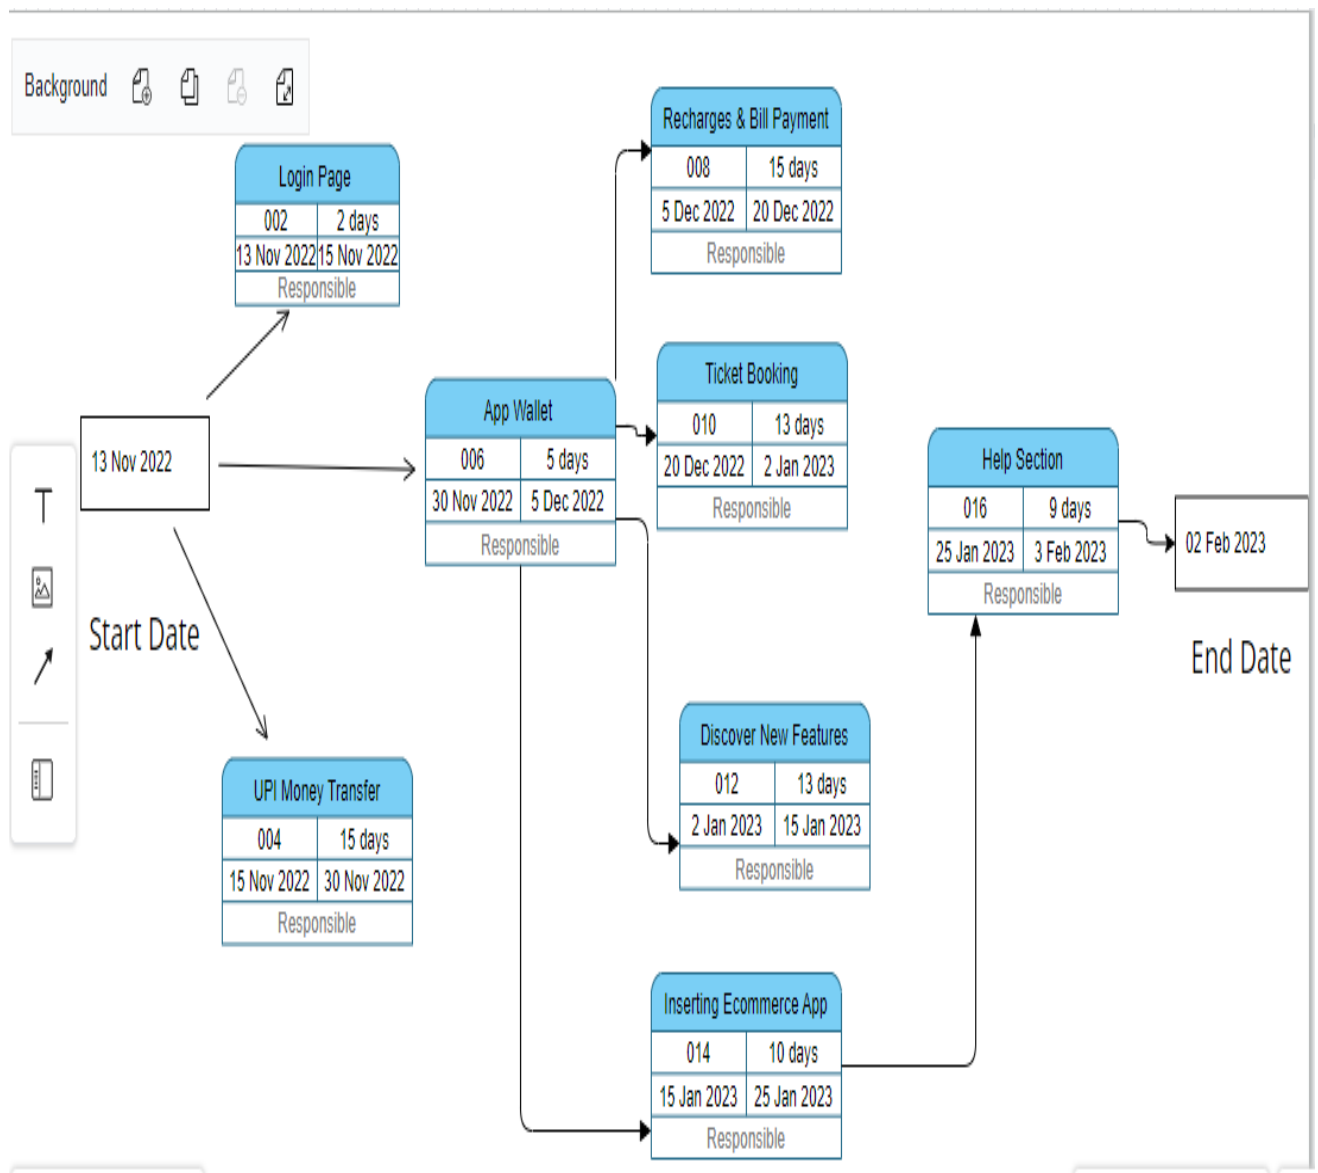 Background
Login Page
002 2 days
13 Nov 2022 15 Nov 2022
Responsible
13 Nov 2022
Start Date
UPI Money Transfer
004 15 days
15 Nov 2022 30 Nov 2022
Responsible
App Wallet
006 5 days
30 Nov 2022 5 Dec 2022
Responsible
Recharges & Bill Payment
008 15 days
5 Dec 2022 20 Dec 2022
Responsible
Ticket Booking
010 13 days
20 Dec 2022 2 Jan 2023
Responsible
Discover New Features
012 13 days
2 Jan 2023 15 Jan 2023
Responsible
Inserting Ecommerce App
014 10 days
15 Jan 2023 25 Jan 2023
Responsible
Help Section
016 9 days
25 Jan 2023 3 Feb 2023
Responsible
02 Feb 2023
End Date
T